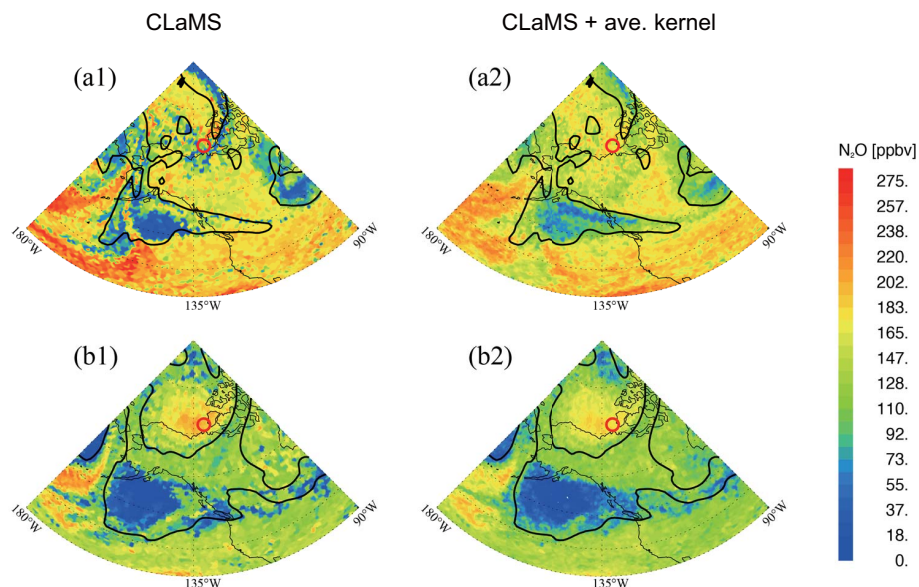 CLaMS
CLaMS + ave. kernel
(a1)
(a2)
180°W
135°W
90°W
180°W
135°W
90°W
(b1)
(b2)
180°W
135°W
90°W
180°W
135°W
90°W
N₂O [ppbv]
275.
257.
238.
220.
202.
183.
165.
147.
128.
110.
92.
73.
55.
37.
18.
0.